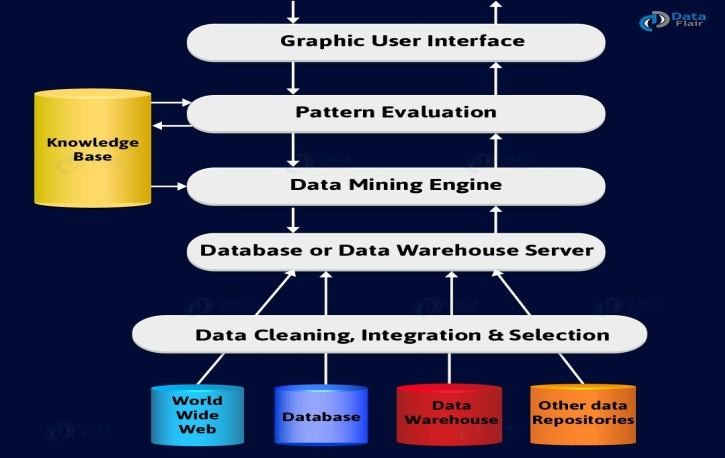 Data
Flair
Graphic User Interface
Pattern Evaluation
Knowledge
Base
Data Mining Engine
Database or Data Warehouse Server
Data Cleaning, Integration & Selection
World
Wide
Web
Database
Data
Warehouse
Other data
Repositories